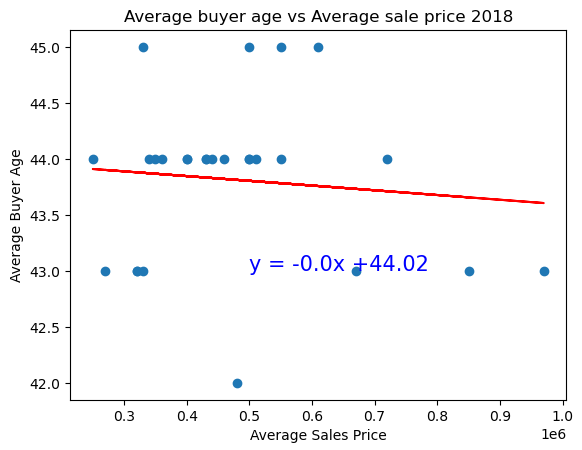 Average buyer age vs Average sale price 2018
45.0
44.5
44.0
43.5
43.0
42.5
42.0
Average Buyer Age
y = -0.0x +44.02
0.3 0.4 0.5 0.6 0.7 0.8 0.9 1.0
1e6
Average Sales Price